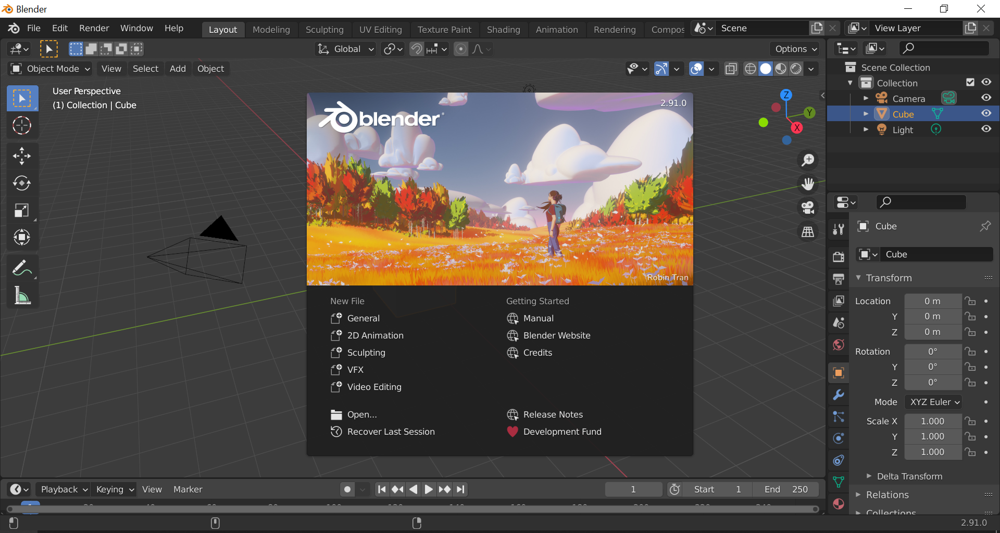 Blender
File Edit Render Window Help Layout Modeling Sculpting UV Editing Texture Paint Shading Animation Rendering Compos Scene View Layer
Global Options
Object Mode View Select Add Object
User Perspective
(1) Collection | Cube
Z
Y
X
blender
2.91.0
Robin Tran
New File
General
2D Animation
Sculpting
VFX
Video Editing
Open...
Recover Last Session
Getting Started
Manual
Blender Website
Credits
Release Notes
Development Fund
Scene Collection
Collection
Camera
Cube
Light
Cube
Cube
Transform
Location 0 m
Y 0 m
Z 0 m
Rotation 0°
Y 0°
Z 0°
Mode XYZ Euler
Scale X 1.000
Y 1.000
Z 1.000
Delta Transform
Relations
Collections
Playback Keying View Marker 1 Start 1 End 250
2.91.0